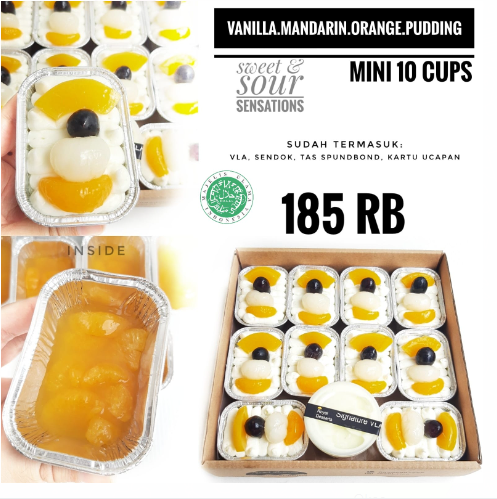 VANILLA.MANDARIN.ORANGE.PUDDING
sweet &
sour
SENSATIONS
MINI 10 CUPS
SUDAH TERMASUK:
VLA, SENDOK, TAS SPUNDBOND, KARTU UCAPAN
185 RB
INSIDE
Signature VLA